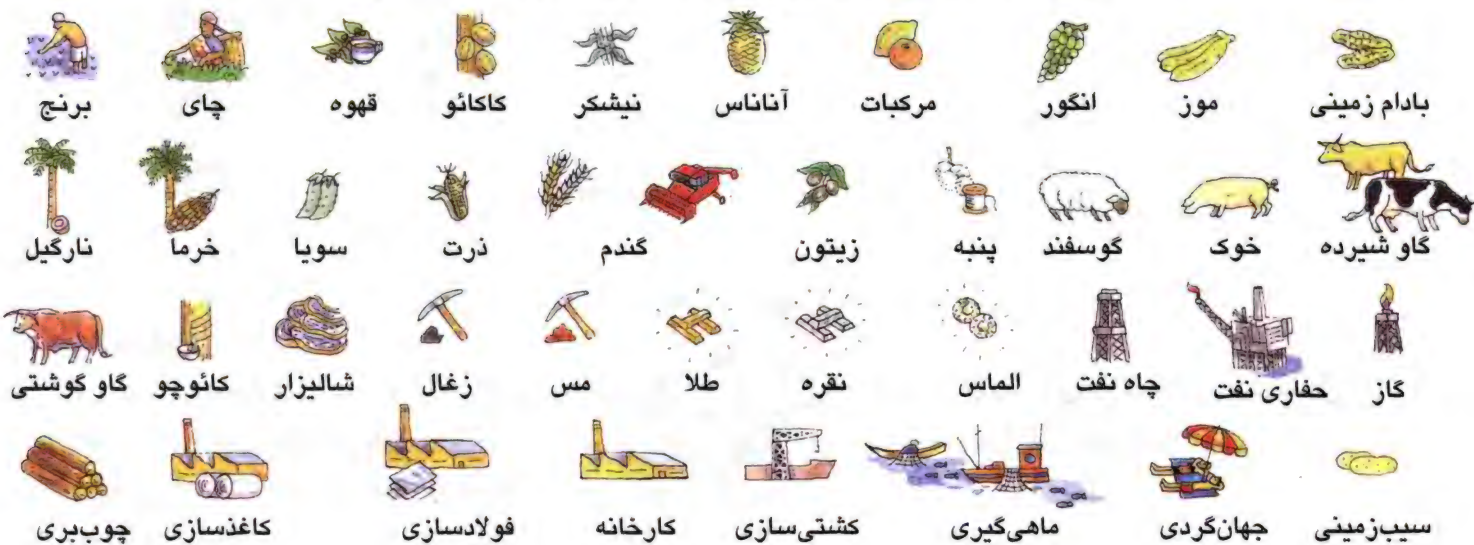 بادام زمینی موز انگور مرکبات آناناس نیشکر کاکائو قهوه چای برنج
گاو شیرده خوک گوسفند پنبه زیتون گندم ذرت سویا خرما نارگیل
گاز حفاری نفت چاه نفت الماس نقره طلا مس زغال شالیزار کائوچو گاو گوشتی
سیب‌زمینی جهان‌گردی ماهی‌گیری کشتی‌سازی کارخانه فولادسازی کاغذسازی چوب‌بری